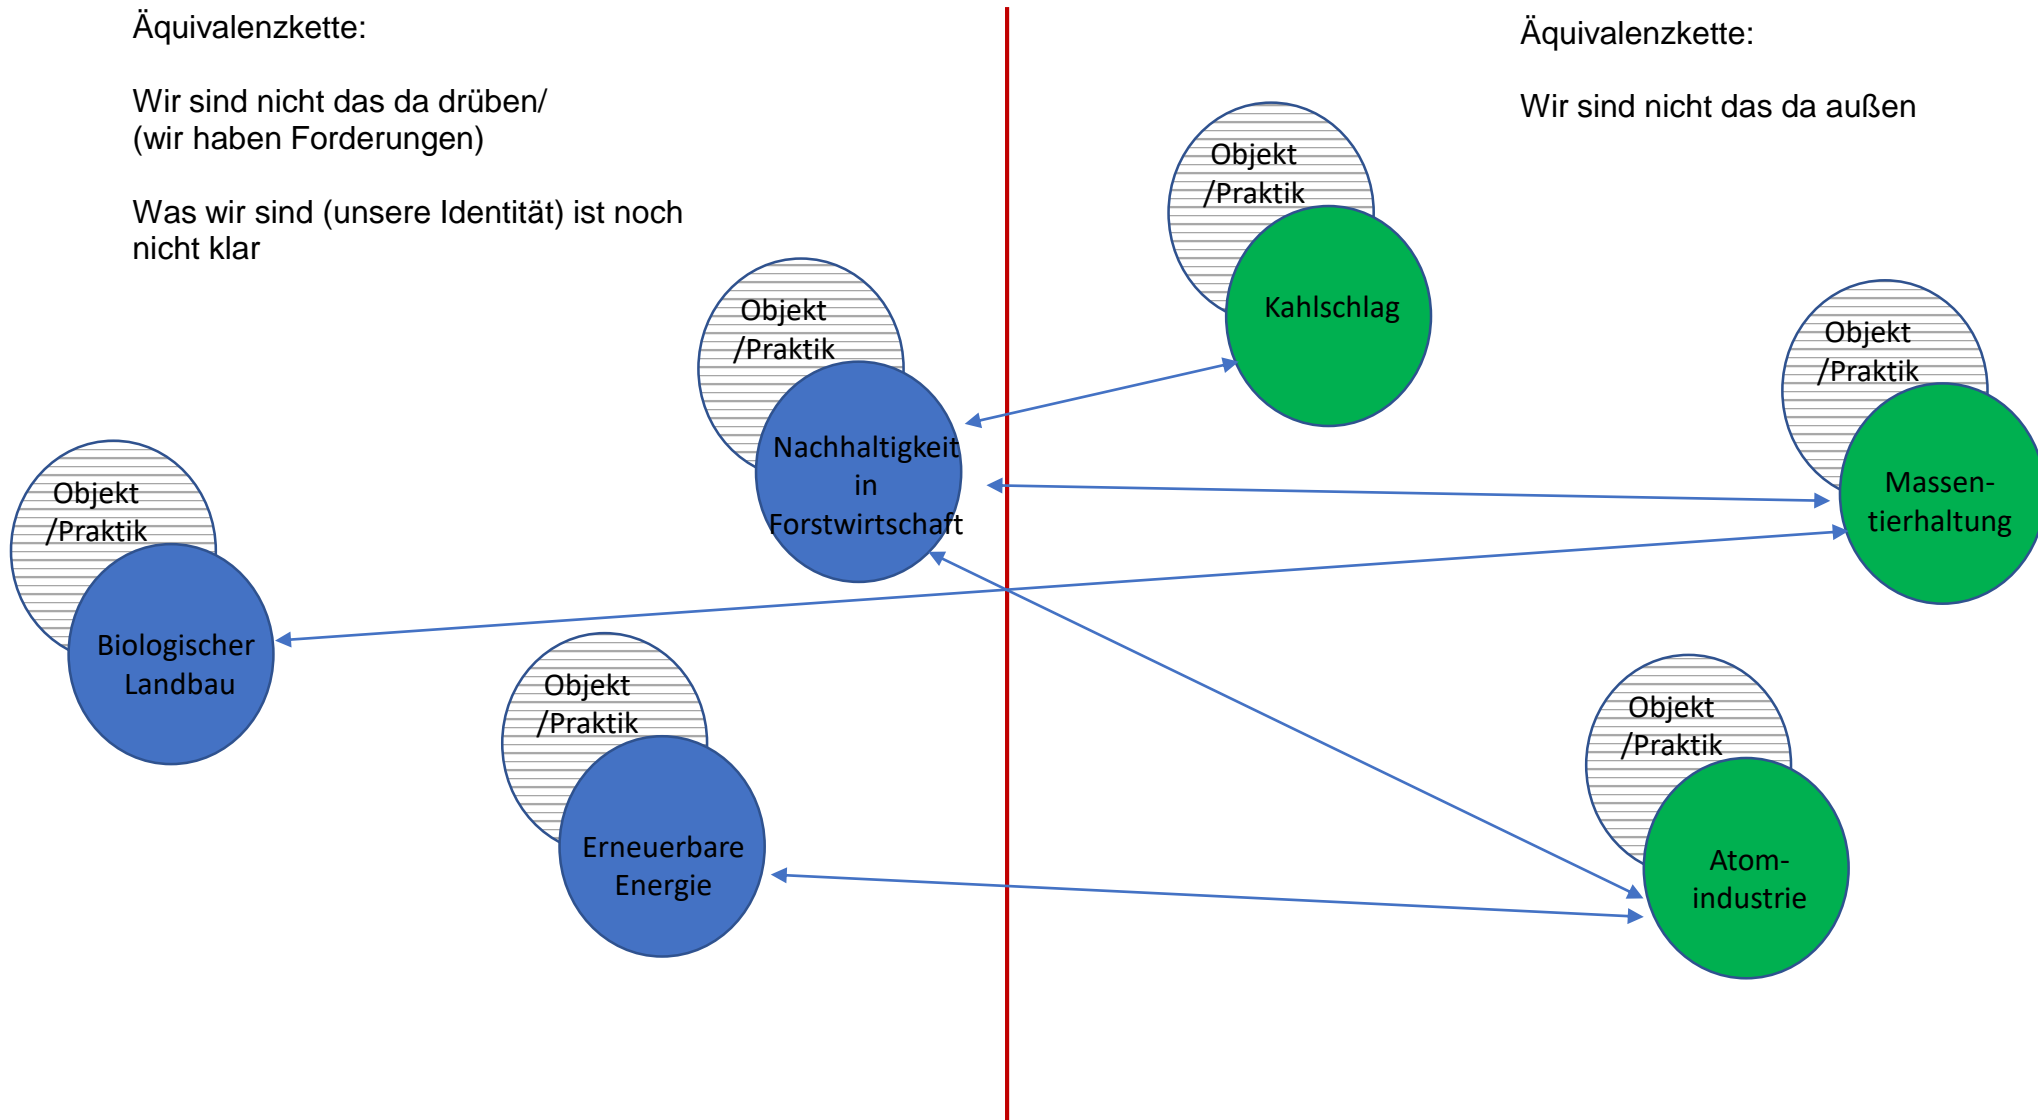 Äquivalenzkette:
Wir sind nicht das da drüben/
(wir haben Forderungen)
Was wir sind (unsere Identität) ist noch
nicht klar
Äquivalenzkette:
Wir sind nicht das da außen
Objekt
/Praktik
Kahlschlag
Objekt
/Praktik
Nachhaltigkeit
in
Forstwirtschaft
Objekt
/Praktik
Massen-
tierhaltung
Objekt
/Praktik
Biologischer
Landbau
Objekt
/Praktik
Erneuerbare
Energie
Objekt
/Praktik
Atom-
industrie